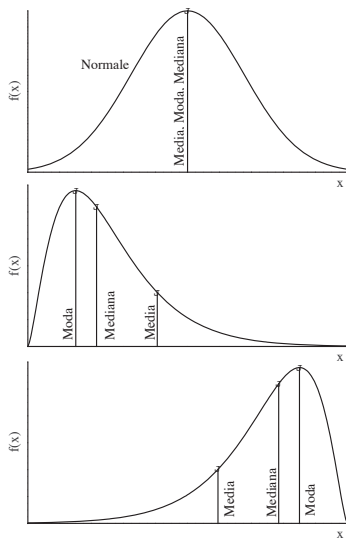 Normale
Media. Moda. Mediana
f(x)
x
f(x)
Moda
Mediana
Media
x
f(x)
Media
Mediana
Moda
x